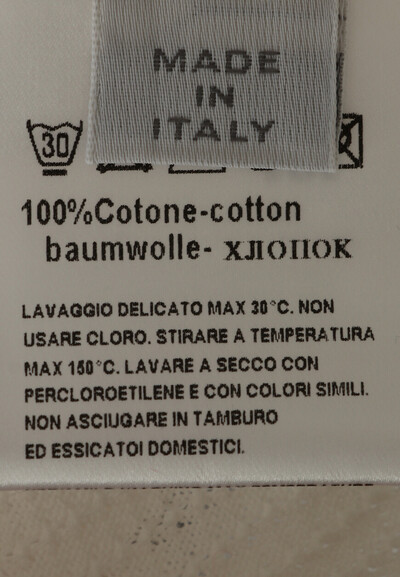 MADE
IN
ITALY
30
100%Cotone-cotton
baumwolle- хлопок
LAVAGGIO DELICATO MAX 30°C. NON
USARE CLORO. STIRARE A TEMPERATURA
MAX 150°C. LAVARE A SECCO CON
PERCLOROETILENE E CON COLORI SIMILI.
NON ASCIUGARE IN TAMBURO
ED ESSICATOI DOMESTICI.